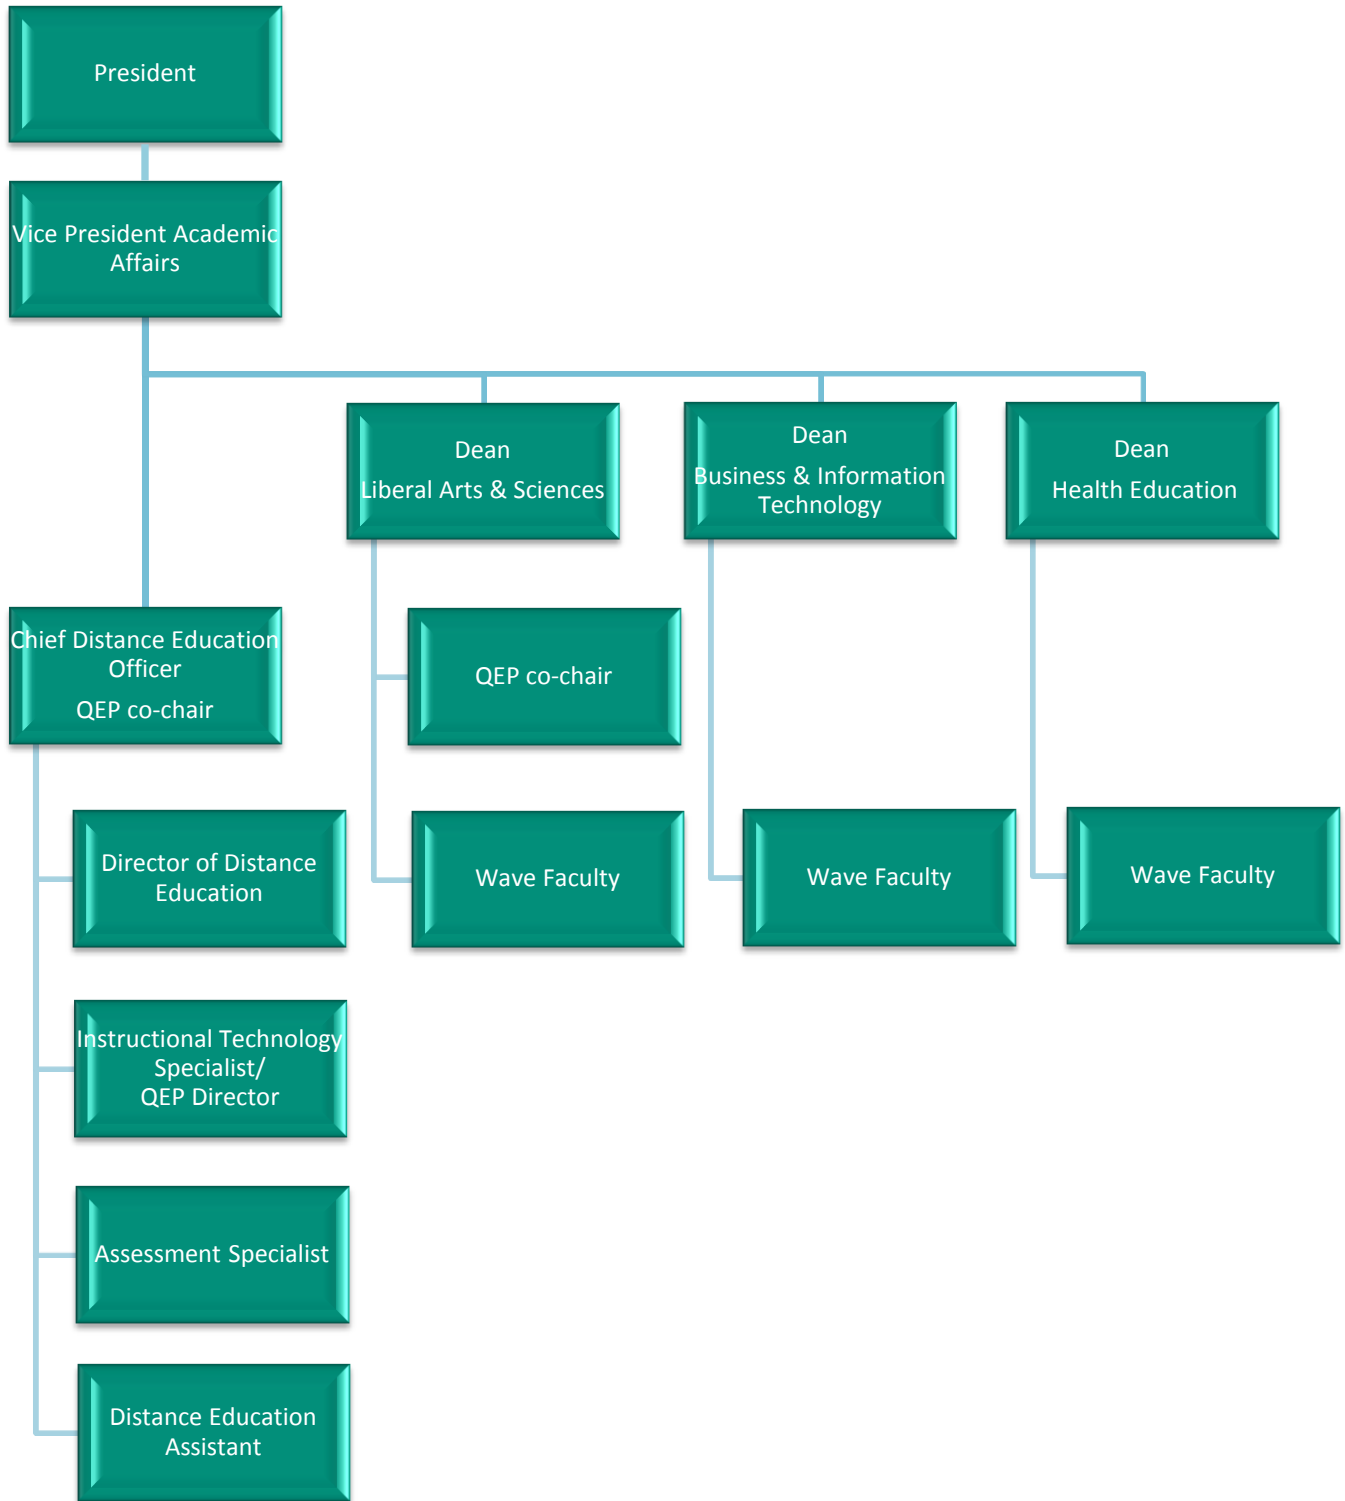 President
Vice President Academic
Affairs
Dean
Liberal Arts & Sciences
Dean
Business & Information
Technology
Dean
Health Education
Chief Distance Education
Officer
QEP co-chair
QEP co-chair
Director of Distance
Education
Wave Faculty
Wave Faculty
Wave Faculty
Instructional Technology
Specialist/
QEP Director
Assessment Specialist
Distance Education
Assistant